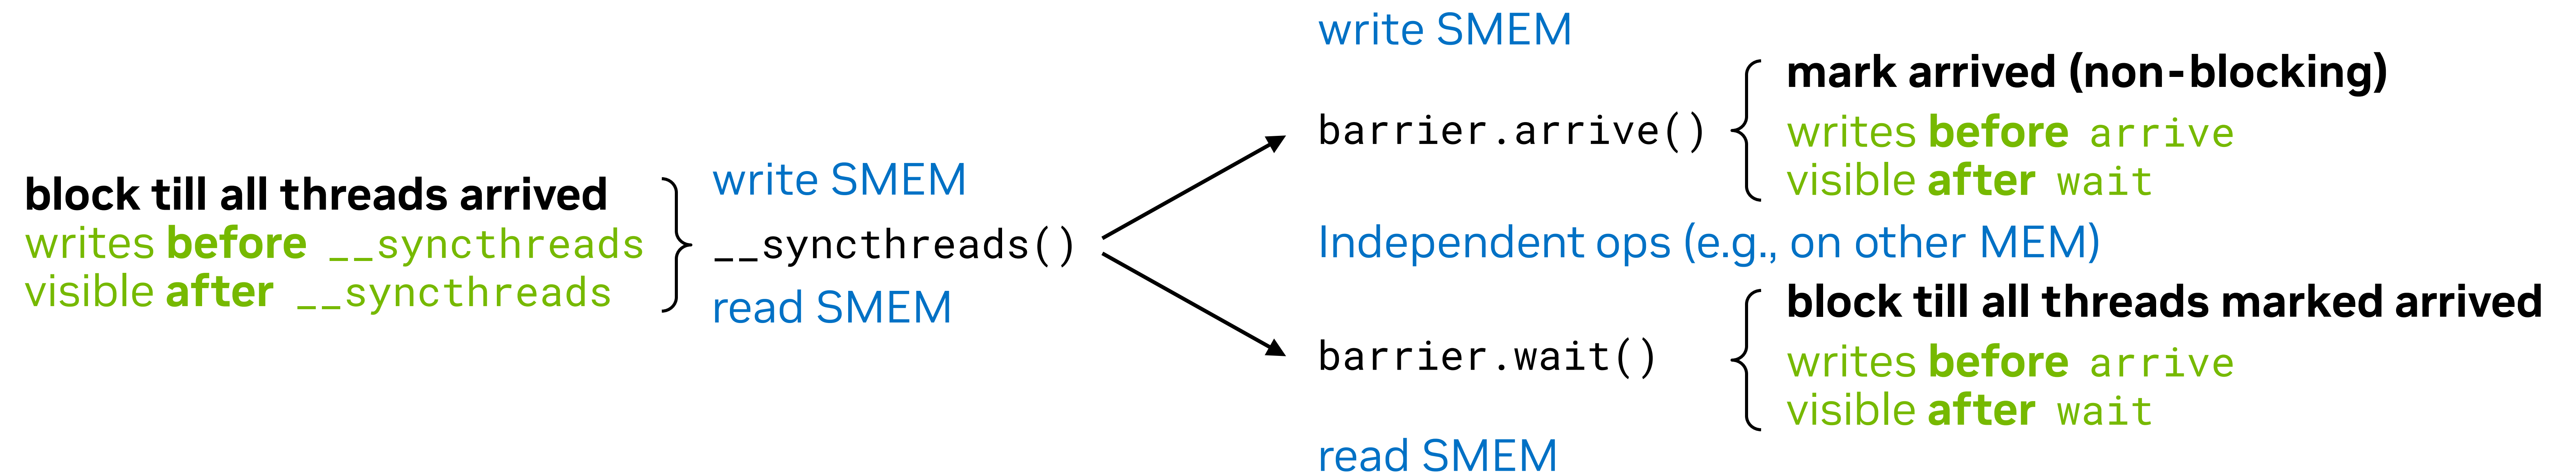 block till all threads arrived
writes before __syncthreads
visible after __syncthreads
write SMEM
__syncthreads()
read SMEM
write SMEM
barrier.arrive()
mark arrived (non-blocking)
writes before arrive
visible after wait
Independent ops (e.g., on other MEM)
barrier.wait()
block till all threads marked arrived
writes before arrive
visible after wait
read SMEM